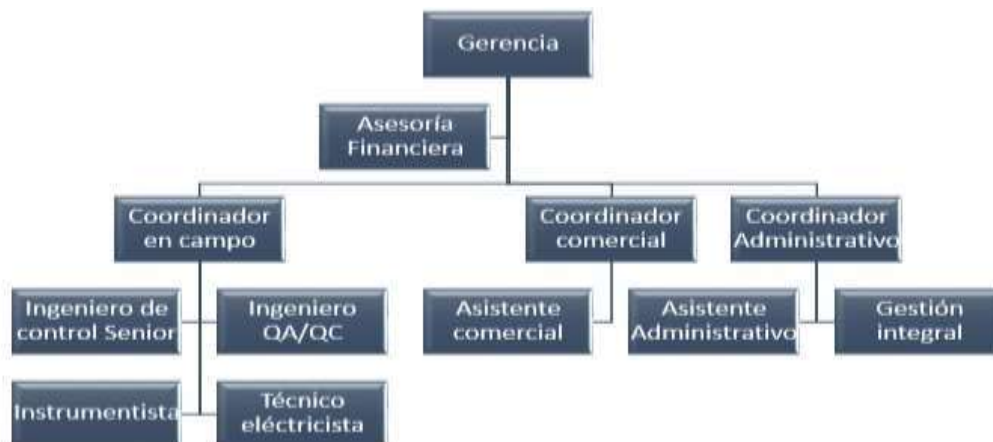 Gerencia
Asesoría
Financiera
Coordinador
en campo
Coordinador
comercial
Coordinador
Administrativo
Ingeniero de
control Senior
Ingeniero
QA/QC
Asistente
comercial
Asistente
Administrativo
Gestión
integral
Instrumentista
Técnico
eléctricista